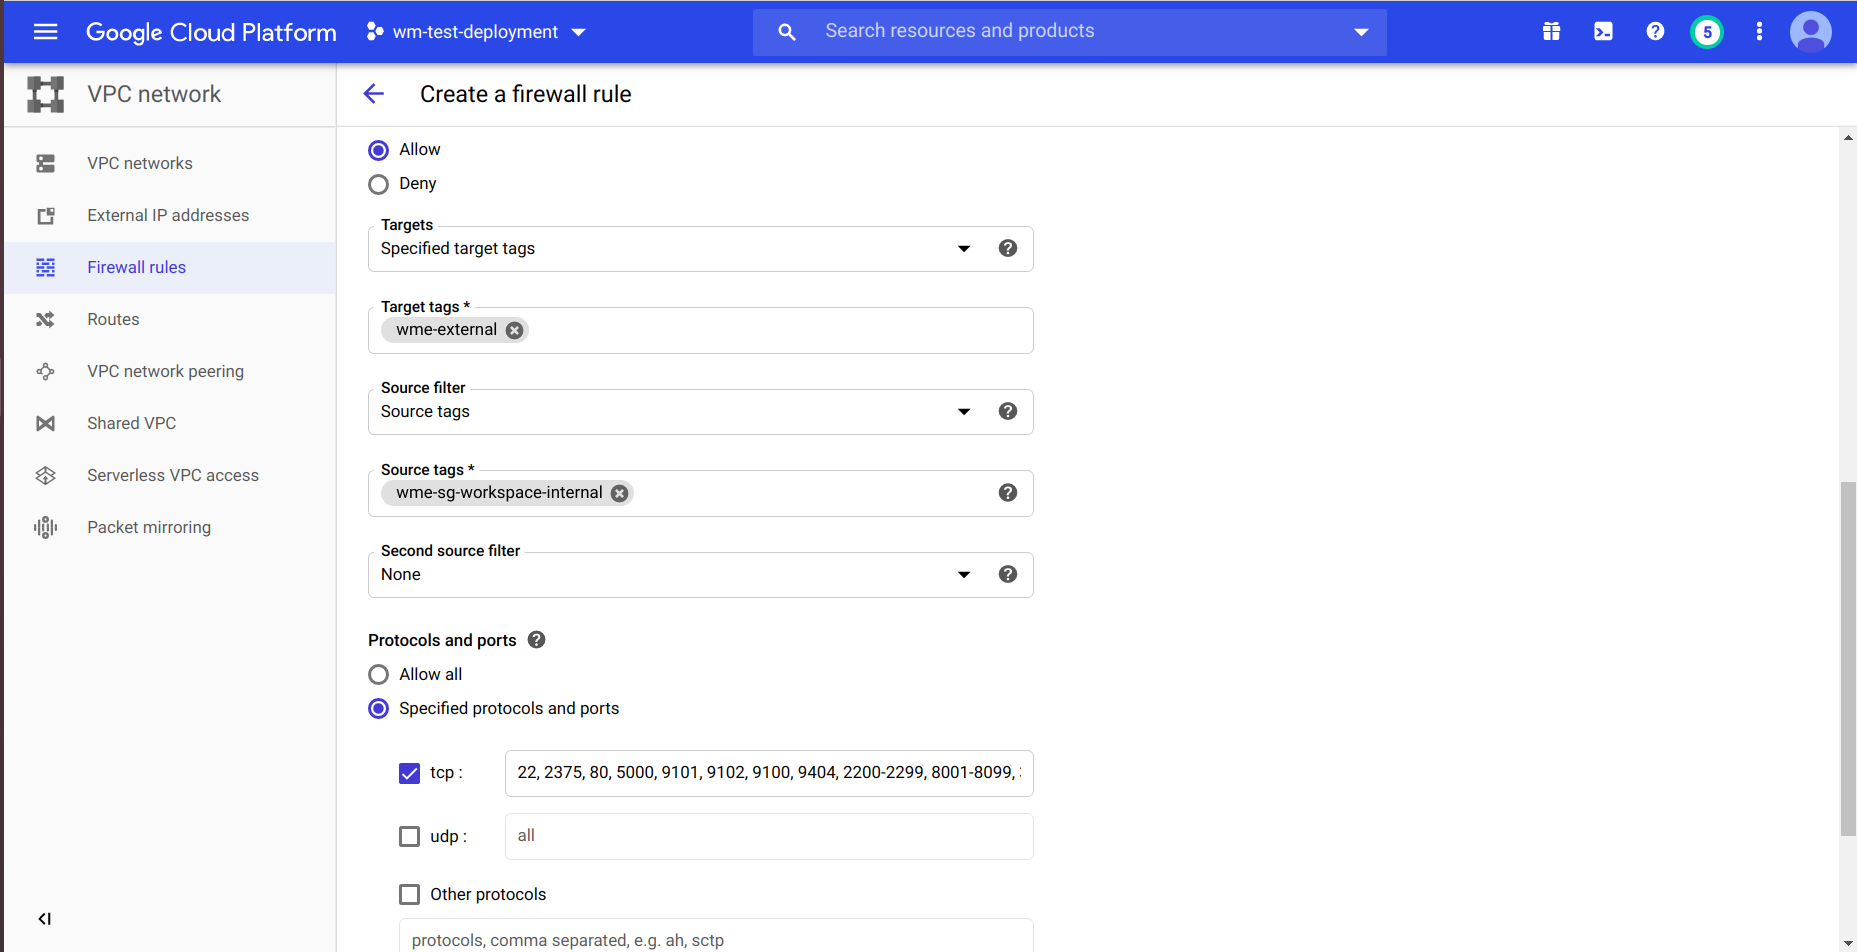 Google Cloud Platform
wm-test-deployment
Search resources and products
5
VPC network
VPC networks
External IP addresses
Firewall rules
Routes
VPC network peering
Shared VPC
Serverless VPC access
Packet mirroring
Create a firewall rule
Allow
Deny
Targets
Specified target tags
Target tags *
wme-external
Source filter
Source tags
Source tags *
wme-sg-workspace-internal
Second source filter
None
Protocols and ports
Allow all
Specified protocols and ports
tcp :
22, 2375, 80, 5000, 9101, 9102, 9100, 9404, 2200-2299, 8001-8099,
udp :
all
Other protocols
protocols, comma separated, e.g. ah, sctp